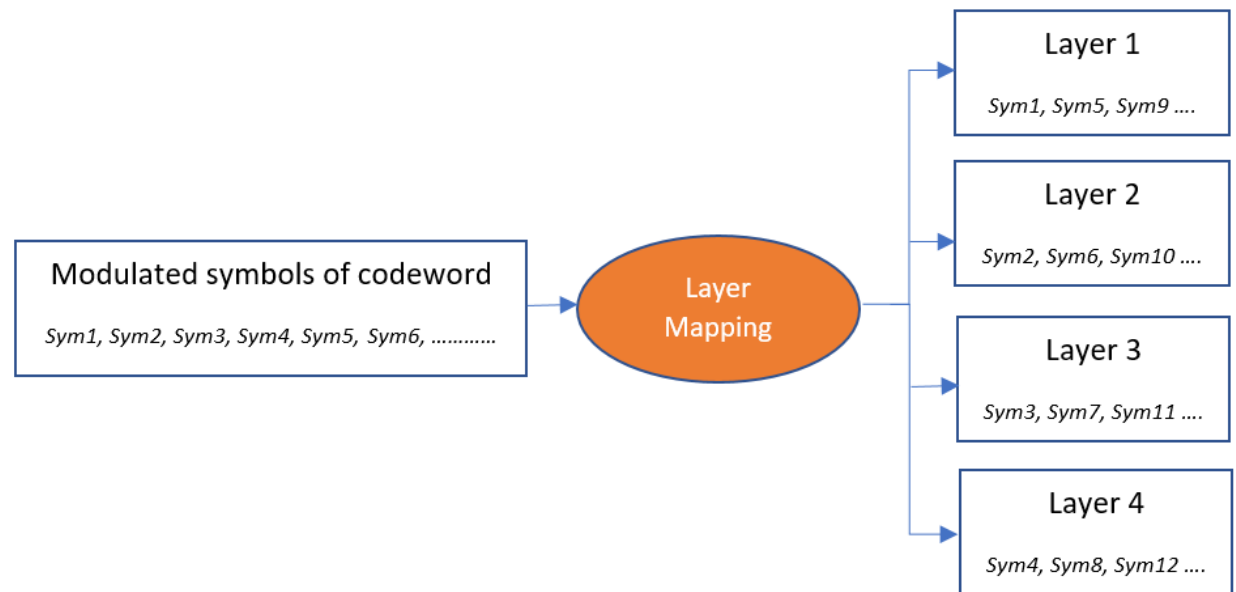 Modulated symbols of codeword
Sym1, Sym2, Sym3, Sym4, Sym5, Sym6, …………
Layer
Mapping
Layer 1
Sym1, Sym5, Sym9 ….
Layer 2
Sym2, Sym6, Sym10 ….
Layer 3
Sym3, Sym7, Sym11 ….
Layer 4
Sym4, Sym8, Sym12 ….